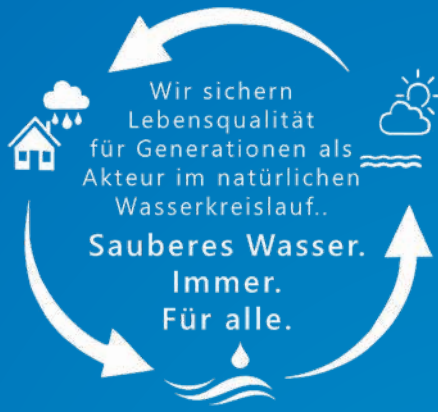 Wir sichern
Lebensqualität
für Generationen als
Akteur im natürlichen
Wasserkreislauf..
Sauberes Wasser.
Immer.
Für alle.